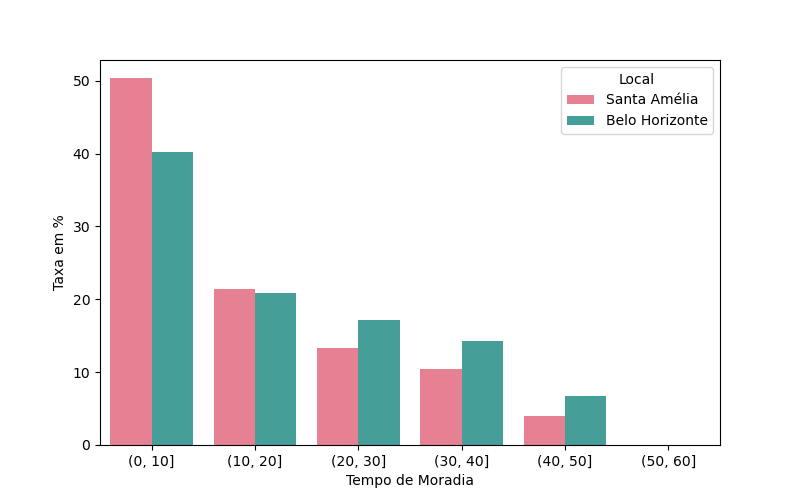 Local
Santa Amélia
Belo Horizonte
Taxa em %
50
40
30
20
10
0
(0, 10] (10, 20] (20, 30] (30, 40] (40, 50] (50, 60]
Tempo de Moradia